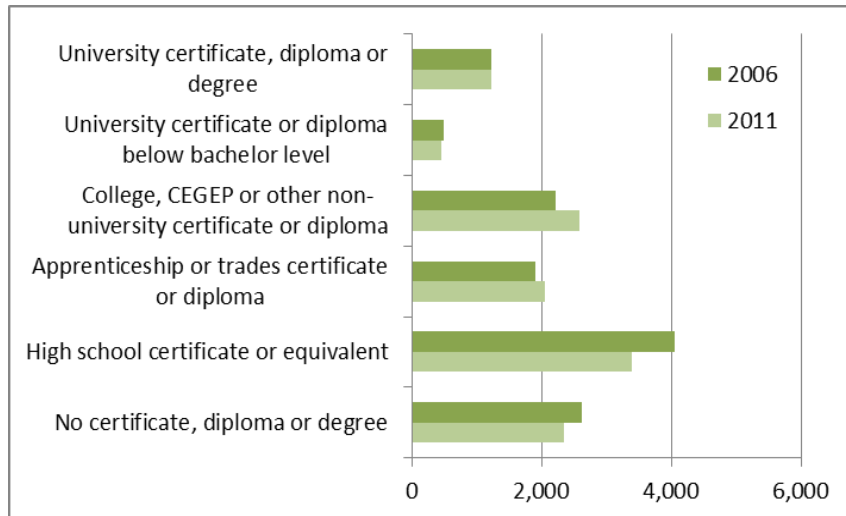 University certificate, diploma or
degree
University certificate or diploma
below bachelor level
College, CEGEP or other non-
university certificate or diploma
Apprenticeship or trades certificate
or diploma
High school certificate or equivalent
No certificate, diploma or degree
2006
2011
0 2,000 4,000 6,000